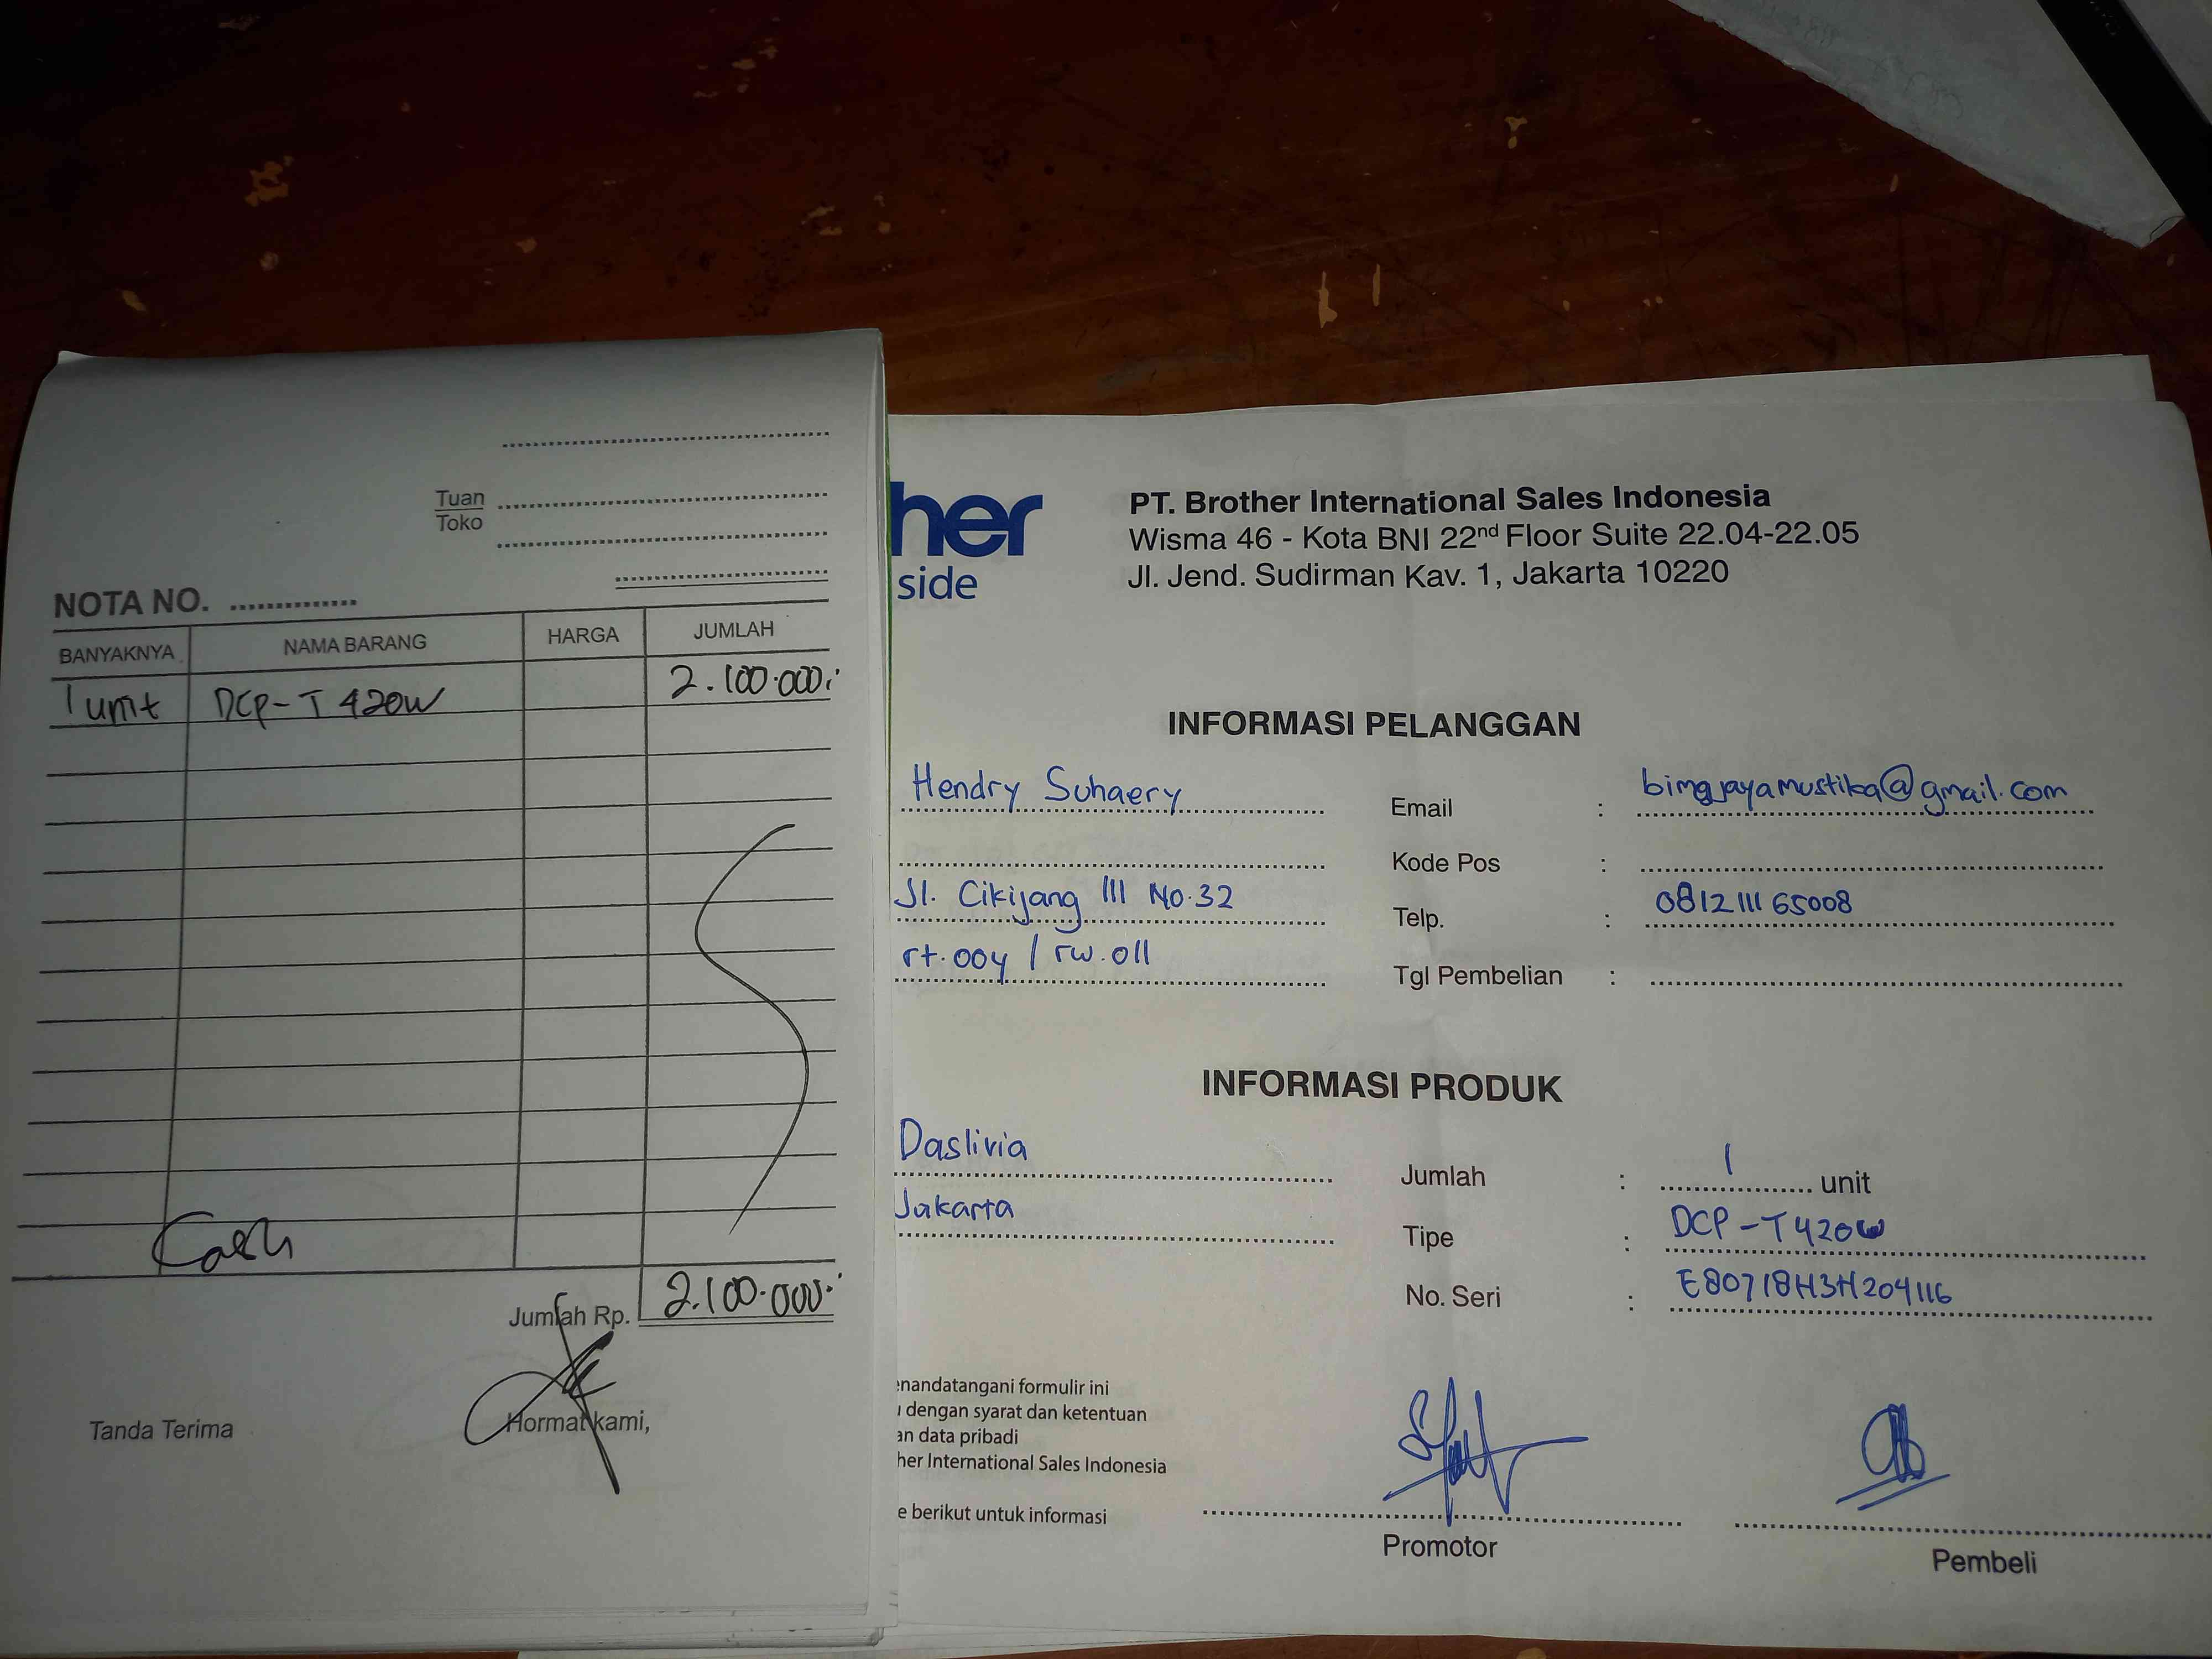 Tuan
Toko
NOTA NO.
BANYAKNYA NAMA BARANG HARGA JUMLAH
1 unit DCP-T 420W 2.100.000
Cash
Jumlah Rp. 2.100.000
Tanda Terima Hormat kami,
her
side
PT. Brother International Sales Indonesia
Wisma 46 - Kota BNI 22nd Floor Suite 22.04-22.05
Jl. Jend. Sudirman Kav. 1, Jakarta 10220
INFORMASI PELANGGAN
Hendry Suhaery Email : bimgjayamustika@gmail.com
Kode Pos :
Jl. Cikijang III No.32 Telp. : 081211165008
rt.004 / rw.011 Tgl Pembelian :
INFORMASI PRODUK
Daslivia Jumlah : 1 unit
Jakarta Tipe : DCP-T420W
No. Seri : E80718H3H204116
enandatangani formulir ini
dengan syarat dan ketentuan
an data pribadi
her International Sales Indonesia
e berikut untuk informasi
Promotor Pembeli